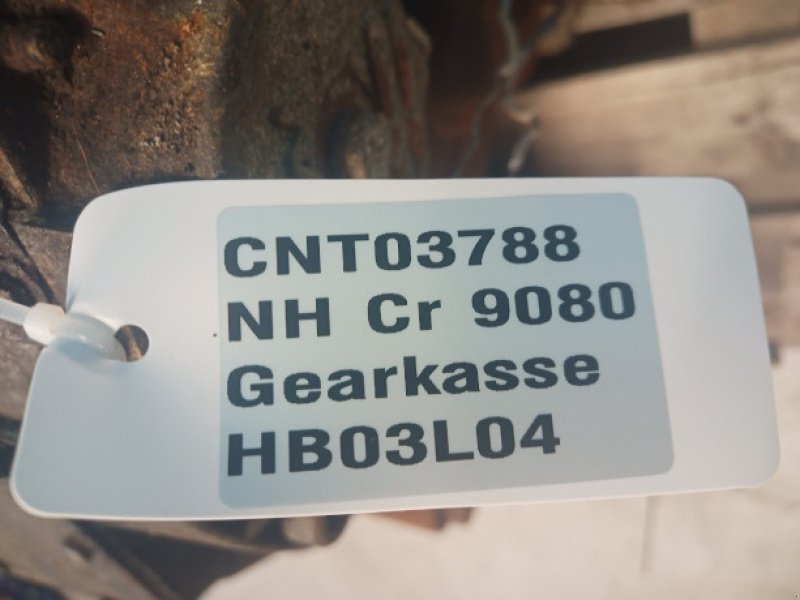 CNT03788
NH Cr 9080
Gearkasse
HB03L04